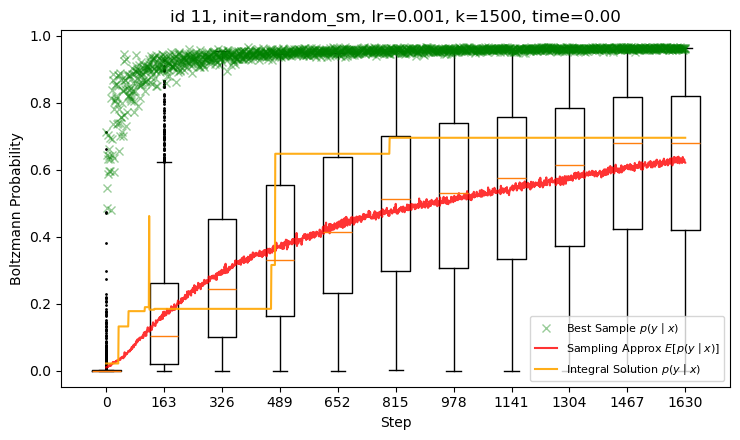 id 11, init=random_sm, lr=0.001, k=1500, time=0.00
Boltzmann Probability
1.0
0.8
0.6
0.4
0.2
0.0
Best Sample p(y | x)
Sampling Approx E[p(y | x)]
Integral Solution p(y | x)
0 163 326 489 652 815 978 1141 1304 1467 1630
Step